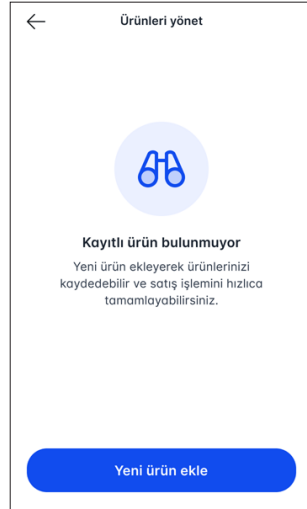 Ürünleri yönet
Kayıtlı ürün bulunmuyor
Yeni ürün ekleyerek ürünlerinizi
kaydedebilir ve satış işlemini hızlıca
tamamlayabilirsiniz.
Yeni ürün ekle